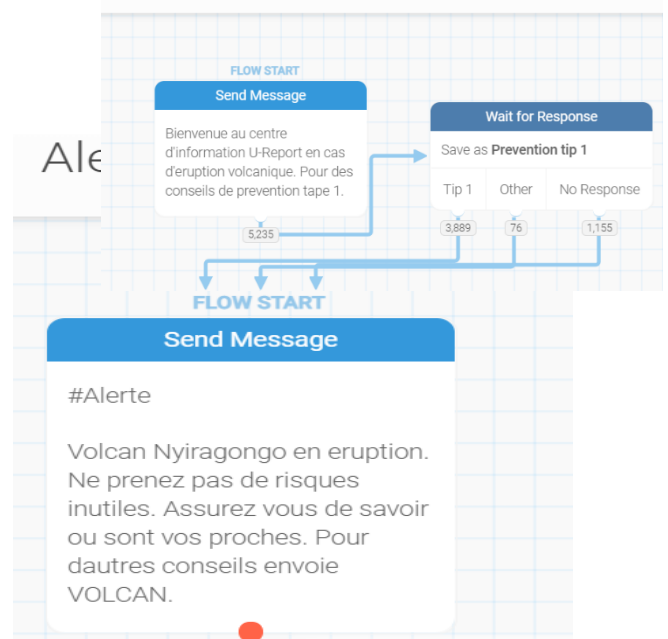 FLOW START
Send Message
Bienvenue au centre
d'information U-Report en cas
d'eruption volcanique. Pour des
conseils de prevention tape 1.
5,235
Wait for Response
Save as Prevention tip 1
Tip 1 Other No Response
3,889 76 1,155
Ale
FLOW START
Send Message
#Alerte
Volcan Nyiragongo en eruption.
Ne prenez pas de risques
inutiles. Assurez vous de savoir
ou sont vos proches. Pour
dautres conseils envoie
VOLCAN.